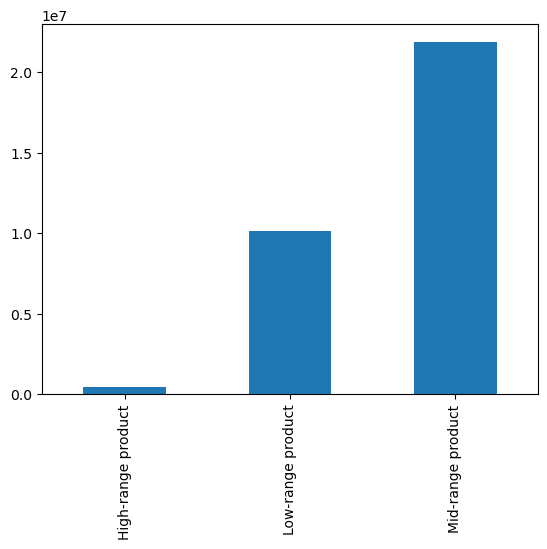 1e7
2.0
1.5
1.0
0.5
0.0
High-range product
Low-range product
Mid-range product